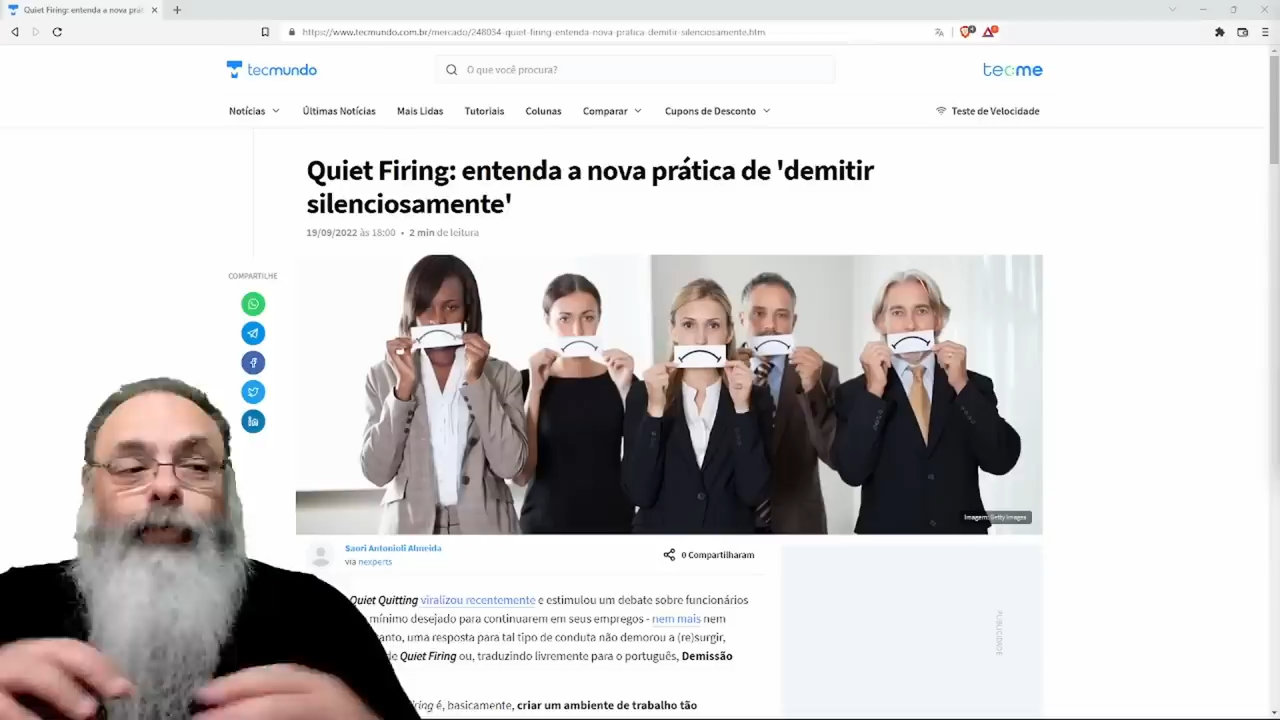 Quiet Firing: entenda a nova prát
https://www.tecmundo.com.br/mercado/248034-quiet-firing-entenda-nova-pratica-demitir-silenciosamente.htm
tecmundo
O que você procura?
tecme
Notícias
Últimas Notícias
Mais Lidas
Tutoriais
Colunas
Comparar
Cupons de Desconto
Teste de Velocidade
Quiet Firing: entenda a nova prática de 'demitir
silenciosamente'
19/09/2022 às 18:00 • 2 min de leitura
COMPARTILHE
Imagem: Getty Images
Saori Antonioli Almeida
via nexperts
0 Compartilharam
Quiet Quitting viralizou recentemente e estimulou um debate sobre funcionários
mínimo desejado para continuarem em seus empregos - nem mais nem
anto, uma resposta para tal tipo de conduta não demorou a (re)surgir,
de Quiet Firing ou, traduzindo livremente para o português, Demissão
PUBLICIDADE
iring é, basicamente, criar um ambiente de trabalho tão